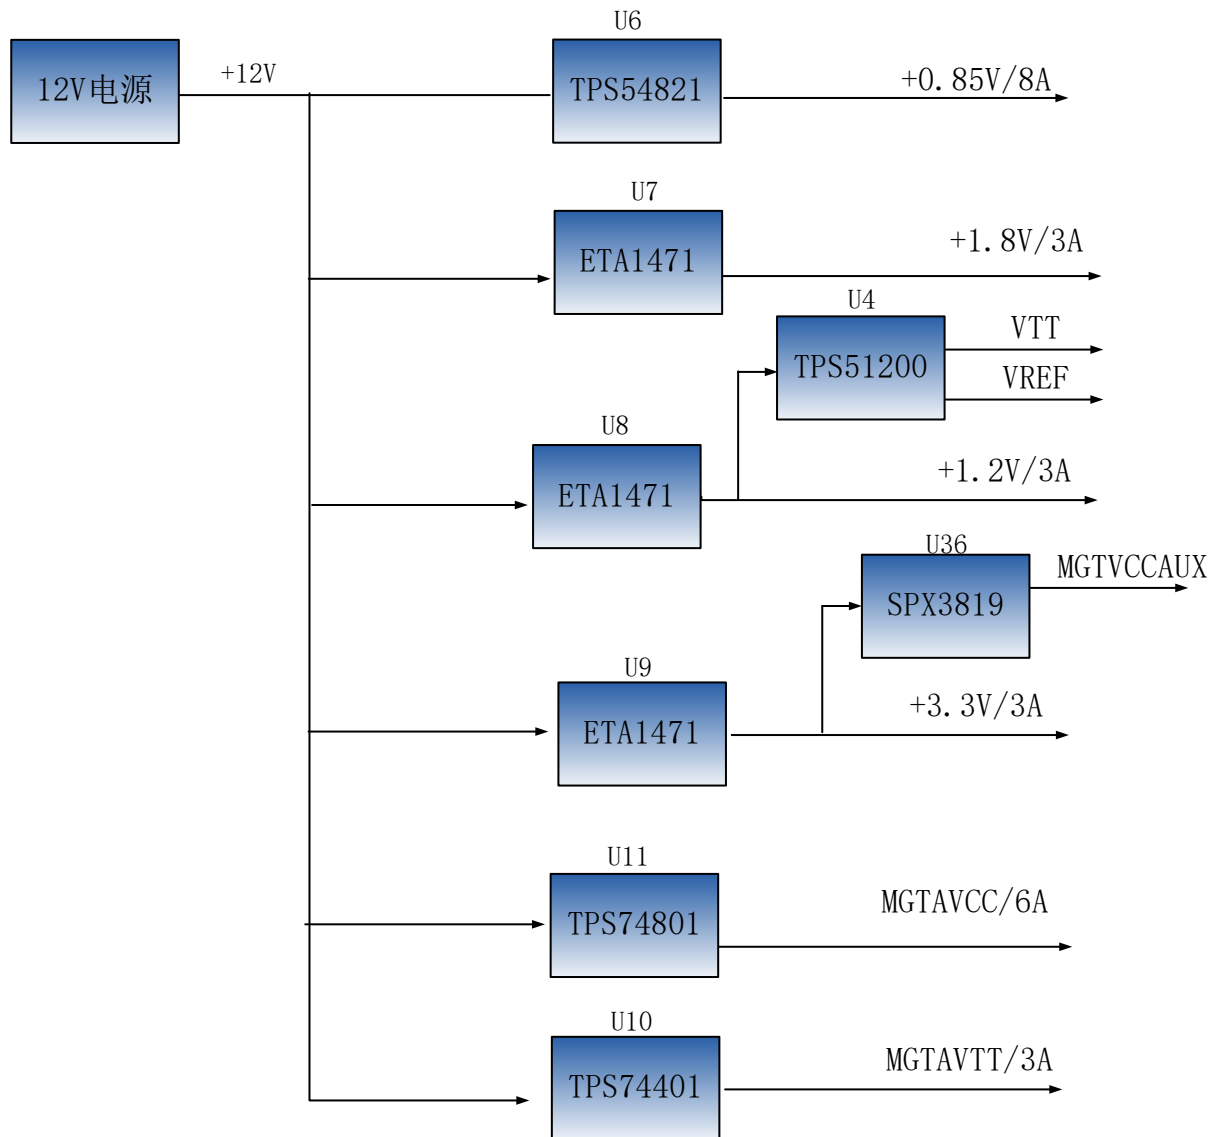 U6
12V电源
+12V
TPS54821
+0.85V/8A
U7
ETA1471
+1.8V/3A
U4
TPS51200
VTT
VREF
U8
ETA1471
+1.2V/3A
U36
SPX3819
MGTVCCAUX
U9
ETA1471
+3.3V/3A
U11
TPS74801
MGTAVCC/6A
U10
TPS74401
MGTAVTT/3A